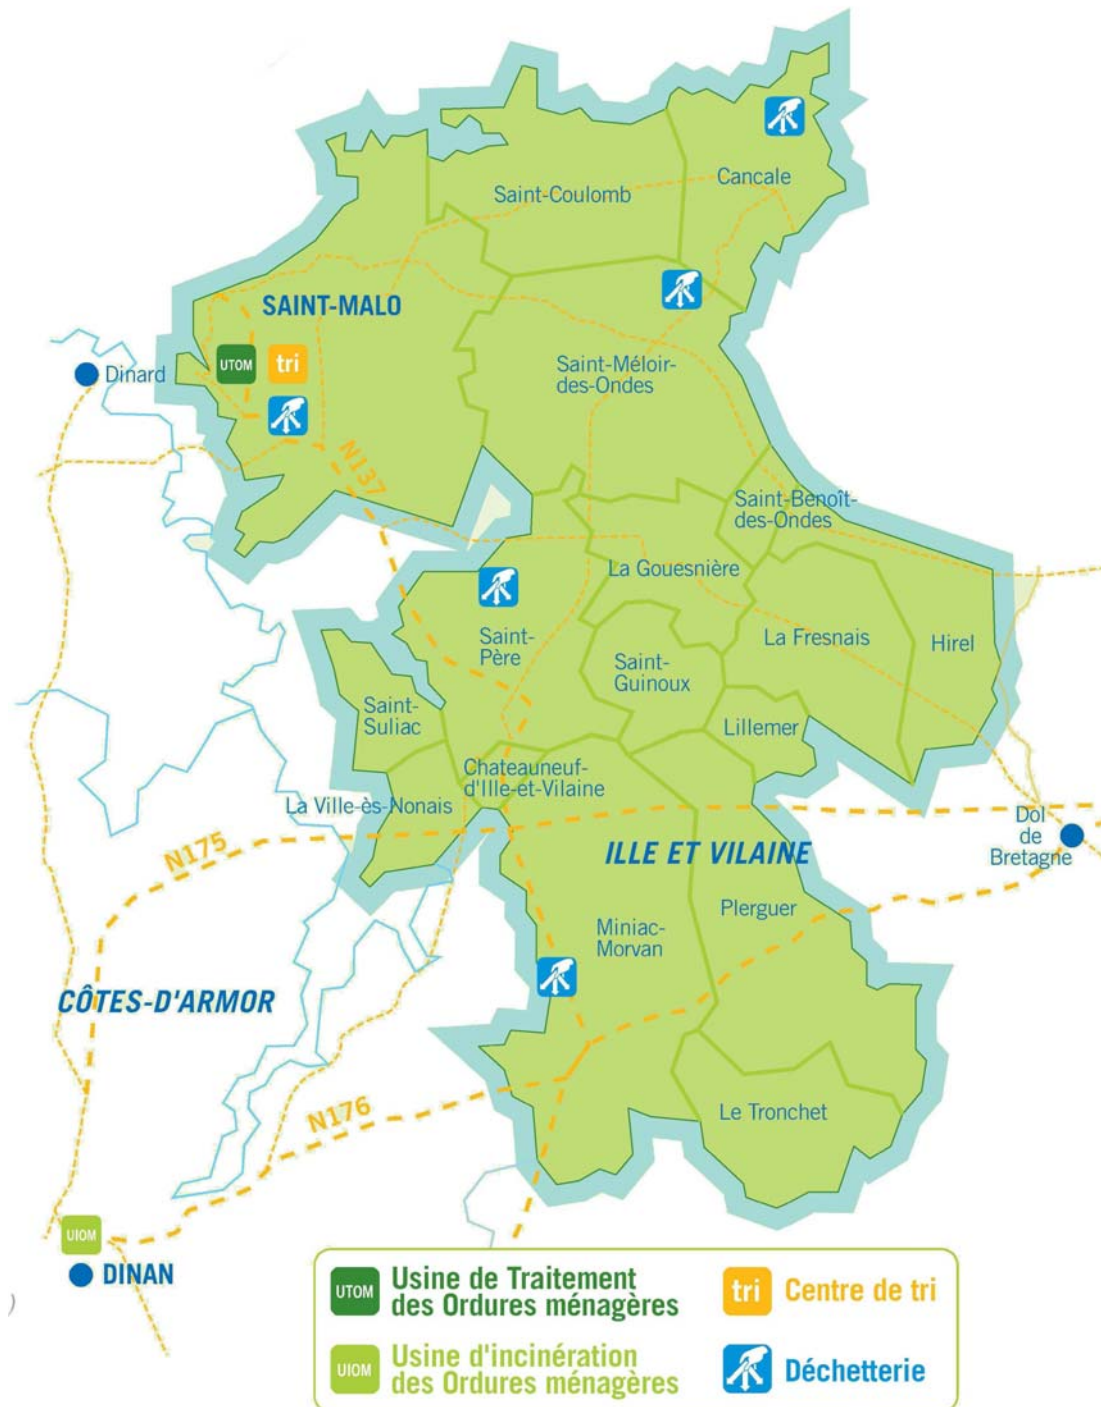 Cancale
Saint-Coulomb
SAINT-MALO
UTOM
tri
Saint-Méloir-
des-Ondes
Dinard
N137
Saint-Benoît-
des-Ondes
La Gouesnière
Saint-
Père
La Fresnais
Hirel
Saint-
Guinoux
Saint-
Suliac
Lillemer
Chateauneuf-
d'Ille-et-Vilaine
La Ville-ès-Nonais
N175
ILLE ET VILAINE
Dol
de
Bretagne
Plerguer
Miniac-
Morvan
CÔTES-D'ARMOR
N176
Le Tronchet
UIOM
DINAN
)
UTOM
Usine de Traitement
des Ordures ménagères
tri
Centre de tri
UIOM
Usine d'incinération
des Ordures ménagères
Déchetterie